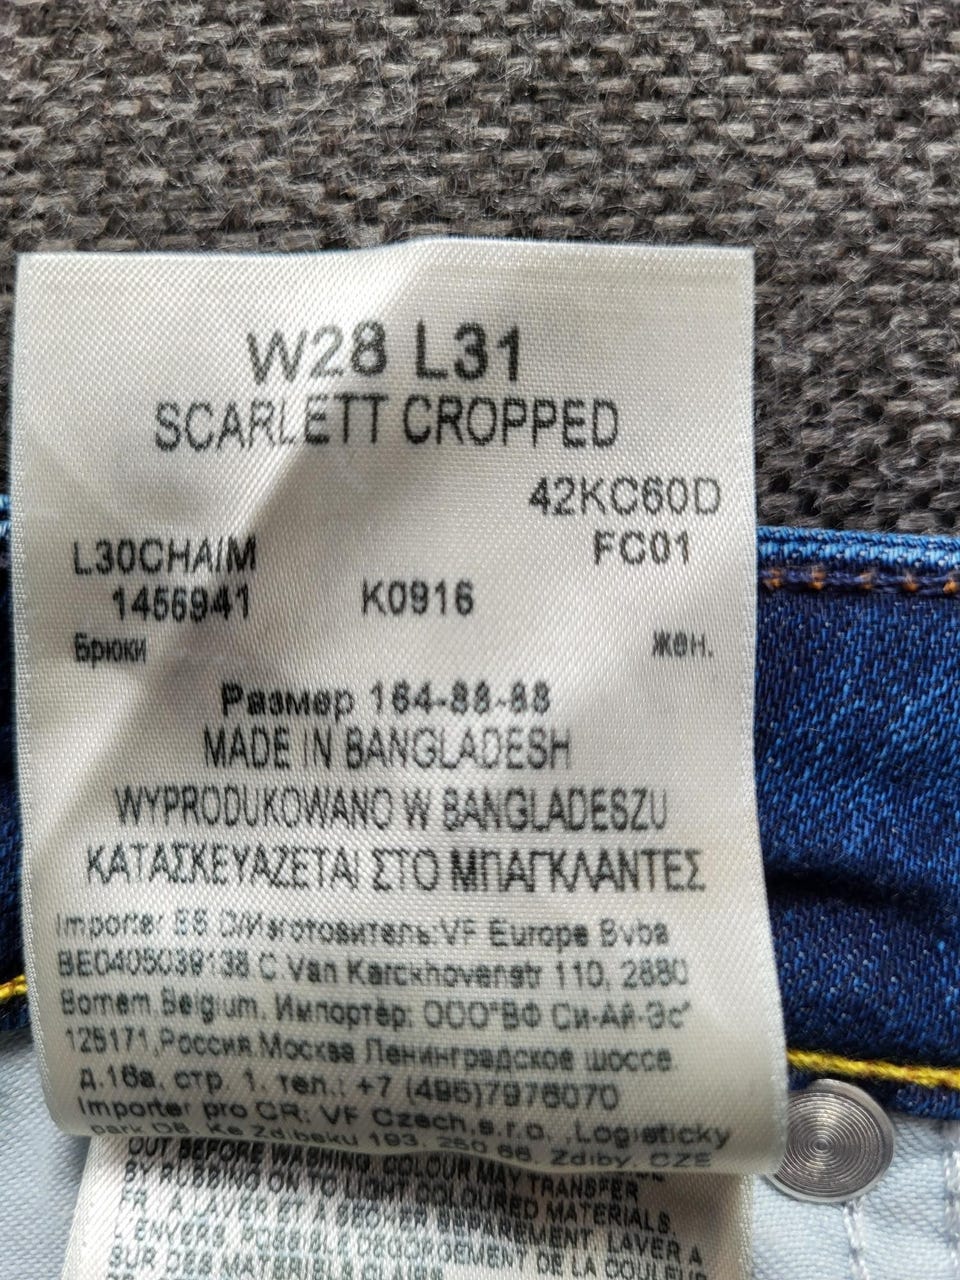 W28 L31
SCARLETT CROPPED
42KC60D
L30CHAIM FC01
1456941 K0916
Брюки жен.
Размер 164-88-88
MADE IN BANGLADESH
WYPRODUKOWANO W BANGLADESZU
ΚΑΤΑΣΚΕΥΑΖΕΤΑΙ ΣΤΟ ΜΠΑΓΚΛΑΝΤΕΣ
Importer ES D/Изготовитель:VF Europe Bvba
BE0405039138 C.Van Karckhovenstr 110, 2880
Bornem,Belgium, Импортёр: ООО"ВФ Си-Ай-Эс"
125171,Россия,Москва Ленинградское шоссе
д.16а, стр. 1, тел.: +7 (495)7976070
Importer pro CR: VF Czech,s.r.o. ,Logisticky
park D8, Ke Zdibsku 193, 250 66, Zdiby, CZE
OUT BEFORE WASHING. COLOUR MAY TRANSFER
BY RUBBING ON TO LIGHT COLOURED MATERIALS.
FR. A LAVER ET A SECHER SEPAREMENT. LAVER A
L'ENVERS. POSSIBLE DEGORGEMENT DE LA COULEUR
SUR DES MATERIELS CLAIRS.